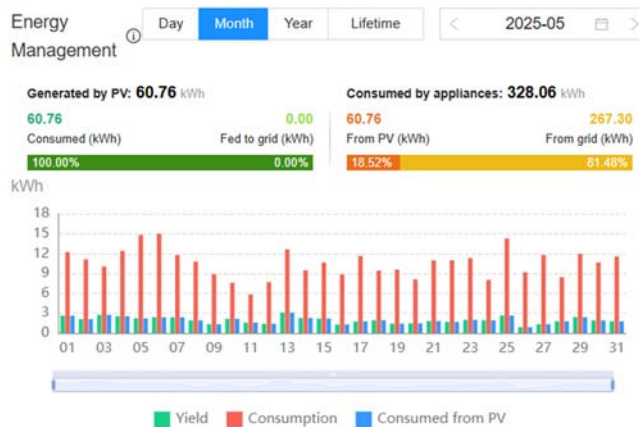 Energy Management
Day Month Year Lifetime
< 2025-05 >
Generated by PV: 60.76 kWh
Consumed by appliances: 328.06 kWh
60.76 0.00
Consumed (kWh) Fed to grid (kWh)
100.00% 0.00%
60.76 267.30
From PV (kWh) From grid (kWh)
18.52% 81.48%
kWh
18
15
12
9
6
3
0
01 03 05 07 09 11 13 15 17 19 21 23 25 27 29 31
Yield Consumption Consumed from PV